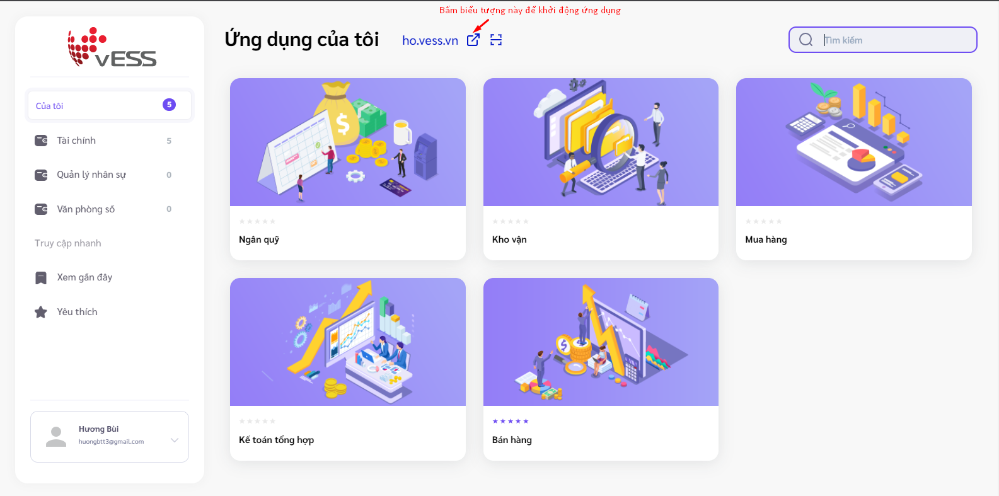 Bấm biểu tượng này để khởi động ứng dụng
VESS
Ứng dụng của tôi
ho.vess.vn
Tìm kiếm
Của tôi 5
Tài chính 5
Quản lý nhân sự 0
Văn phòng số 0
Truy cập nhanh
Xem gần đây
Yêu thích
Hương Bùi
huongbtt3@gmail.com
Ngân quỹ
Kho vận
Mua hàng
Kế toán tổng hợp
Bán hàng